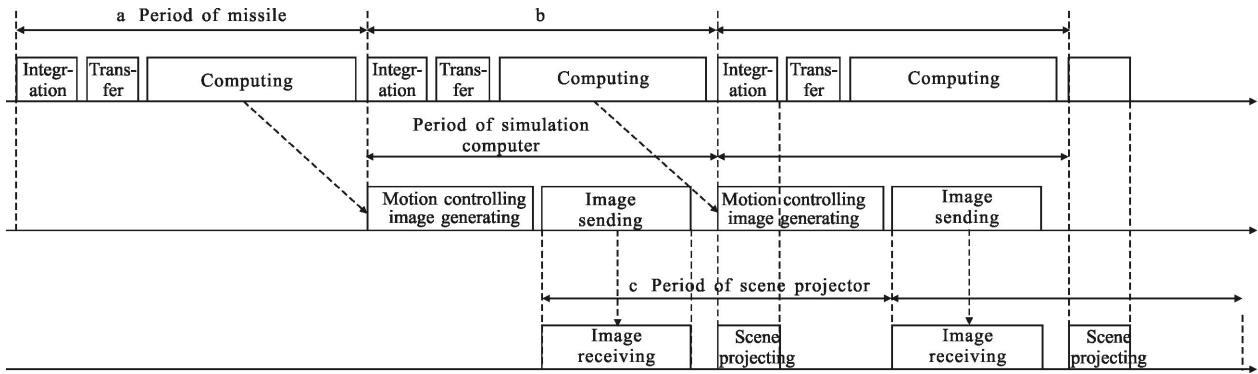 a Period of missile
b
Integr-
ation
Trans-
fer
Computing
Integr-
ation
Trans-
fer
Computing
Integr-
ation
Trans-
fer
Computing
Period of simulation
computer
Motion controlling
image generating
Image
sending
Motion controlling
image generating
Image
sending
c Period of scene projector
Image
receiving
Scene
projecting
Image
receiving
Scene
projecting